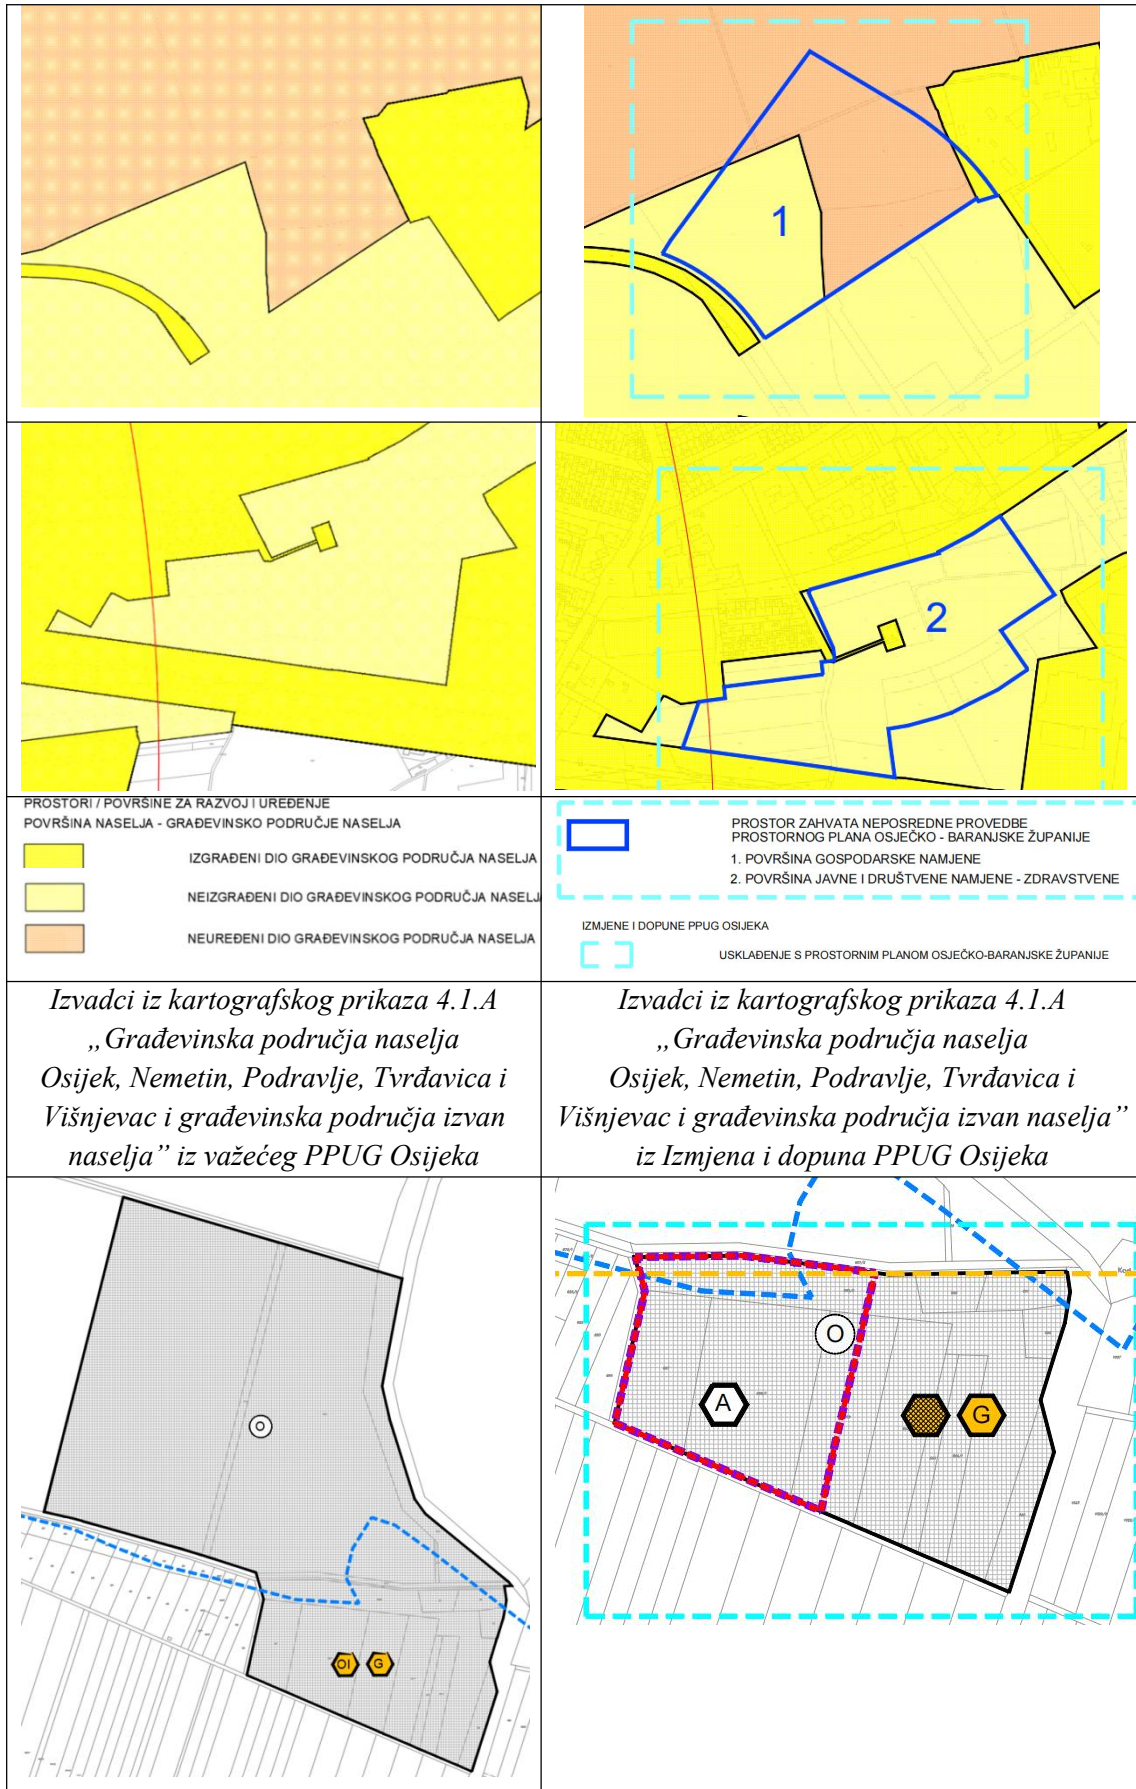 1
2
PROSTORI / POVRŠINE ZA RAZVOJ I UREĐENJE
POVRŠINA NASELJA - GRAĐEVINSKO PODRUČJE NASELJA
IZGRAĐENI DIO GRAĐEVINSKOG PODRUČJA NASELJA
NEIZGRAĐENI DIO GRAĐEVINSKOG PODRUČJA NASELJ
NEUREĐENI DIO GRAĐEVINSKOG PODRUČJA NASELJA
PROSTOR ZAHVATA NEPOSREDNE PROVEDBE
PROSTORNOG PLANA OSJEČKO - BARANJSKE ŽUPANIJE
1. POVRŠINA GOSPODARSKE NAMJENE
2. POVRŠINA JAVNE I DRUŠTVENE NAMJENE - ZDRAVSTVENE
IZMJENE I DOPUNE PPUG OSIJEKA
USKLAĐENJE S PROSTORNIM PLANOM OSJEČKO-BARANJSKE ŽUPANIJE
Izvadci iz kartografskog prikaza 4.1.A
„Građevinska područja naselja
Osijek, Nemetin, Podravlje, Tvrđavica i
Višnjevac i građevinska područja izvan
naselja” iz važećeg PPUG Osijeka
Izvadci iz kartografskog prikaza 4.1.A
„Građevinska područja naselja
Osijek, Nemetin, Podravlje, Tvrđavica i
Višnjevac i građevinska područja izvan naselja”
iz Izmjena i dopuna PPUG Osijeka
O
OI G
O
A
G